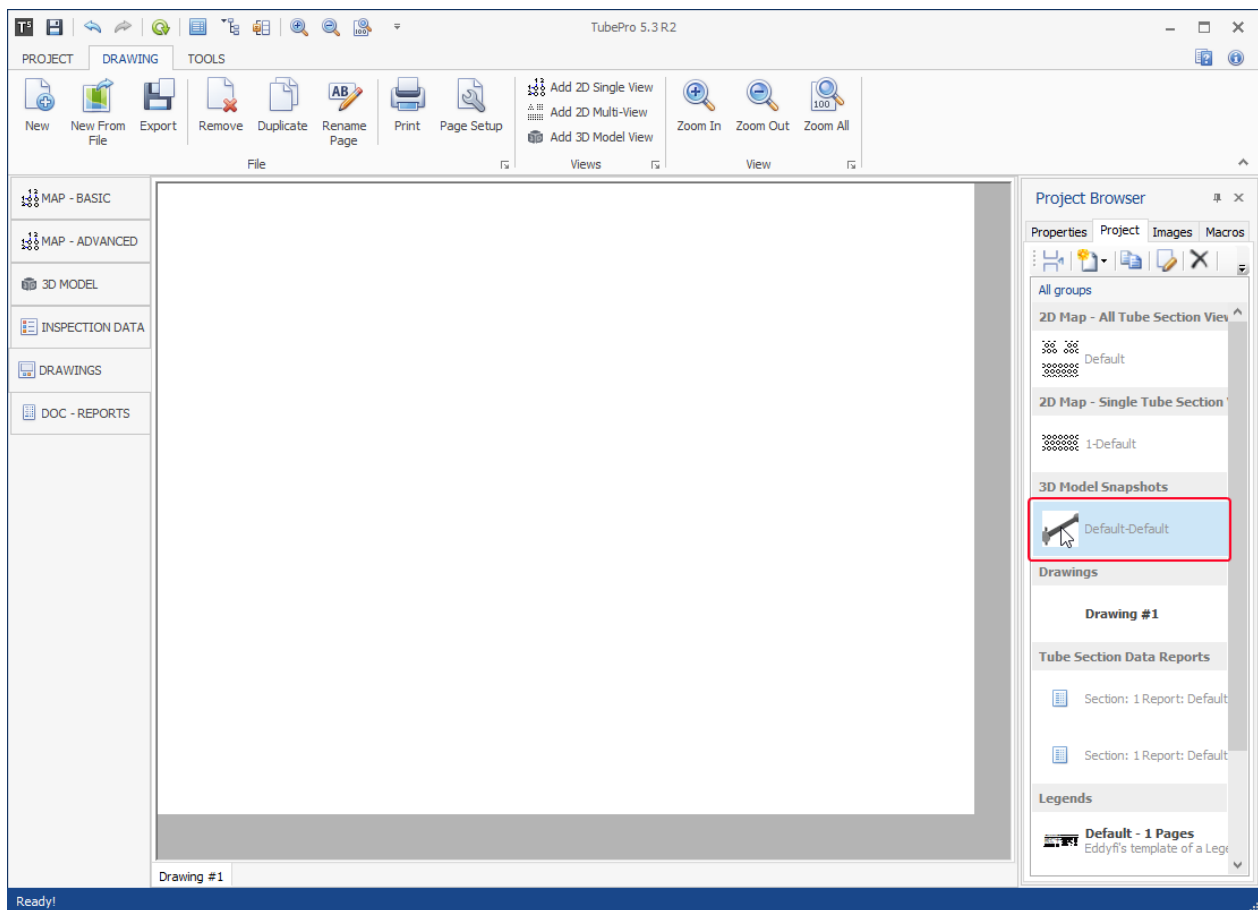 TS
TubePro 5.3 R2
PROJECT
DRAWING
TOOLS
New
New From
File
Export
Remove
Duplicate
AB
Rename
Page
Print
Page Setup
Add 2D Single View
Add 2D Multi-View
Add 3D Model View
100
Zoom In
Zoom Out
Zoom All
File
Views
View
MAP - BASIC
MAP - ADVANCED
3D MODEL
INSPECTION DATA
DRAWINGS
DOC - REPORTS
Drawing #1
Project Browser
Properties
Project
Images
Macros
All groups
2D Map - All Tube Section View
Default
2D Map - Single Tube Section
1-Default
3D Model Snapshots
Default-Default
Drawings
Drawing #1
Tube Section Data Reports
Section: 1 Report: Default
Section: 1 Report: Default
Legends
Default - 1 Pages
Eddyfi's template of a Lege
Ready!